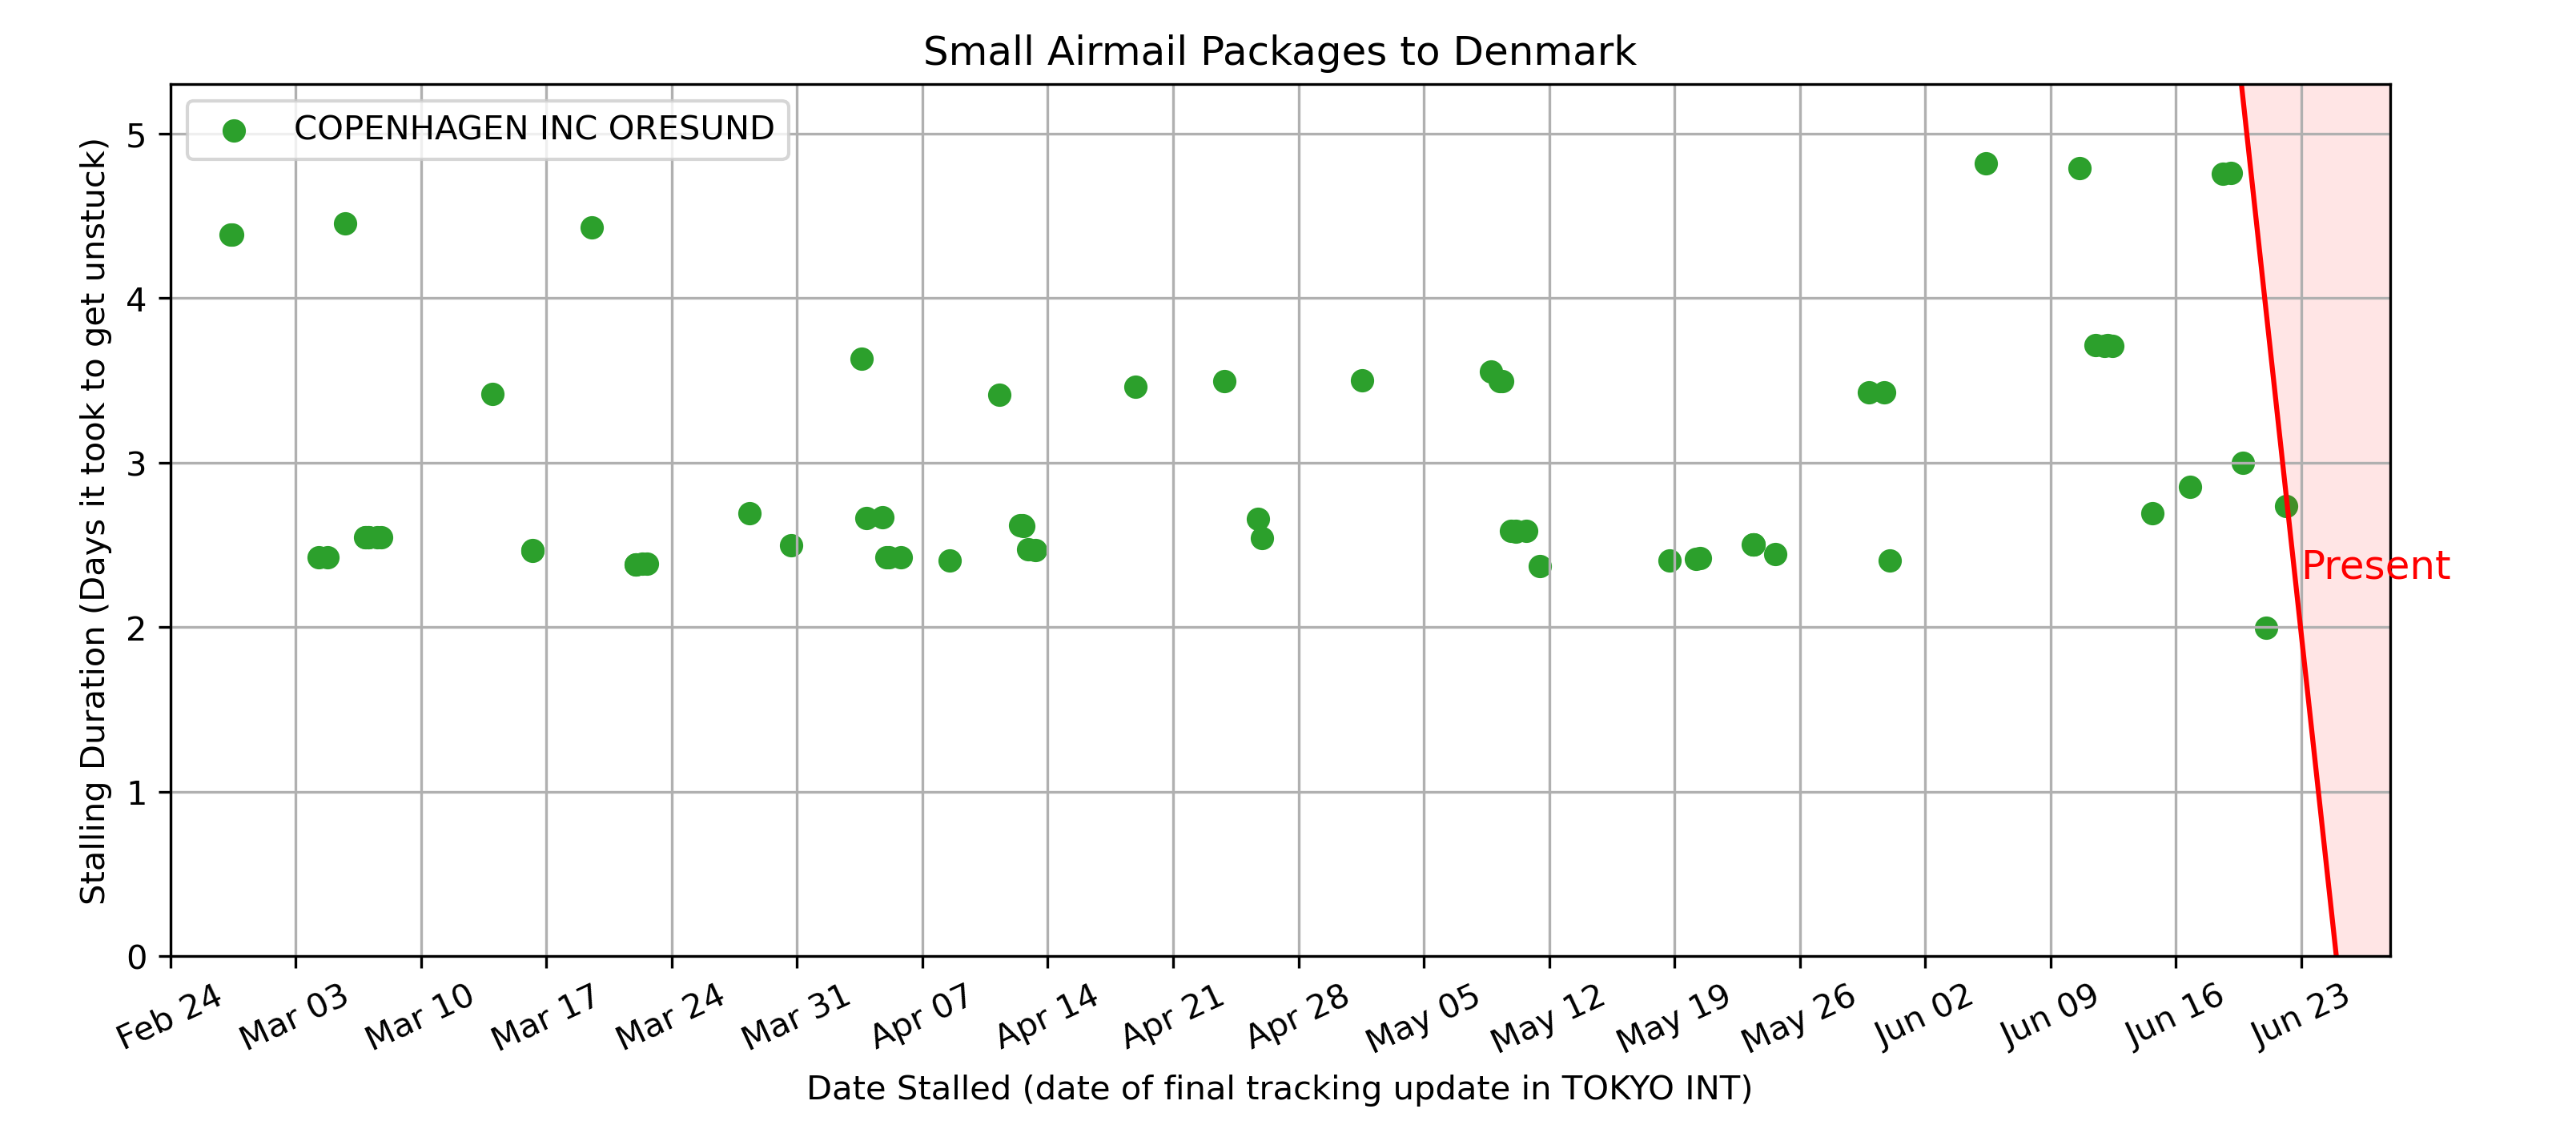 Small Airmail Packages to Denmark
COPENHAGEN INC ORESUND
Stalling Duration (Days it took to get unstuck)
5
4
3
2
1
0
Present
Feb 24
Mar 03
Mar 10
Mar 17
Mar 24
Mar 31
Apr 07
Apr 14
Apr 21
Apr 28
May 05
May 12
May 19
May 26
Jun 02
Jun 09
Jun 16
Jun 23
Date Stalled (date of final tracking update in TOKYO INT)